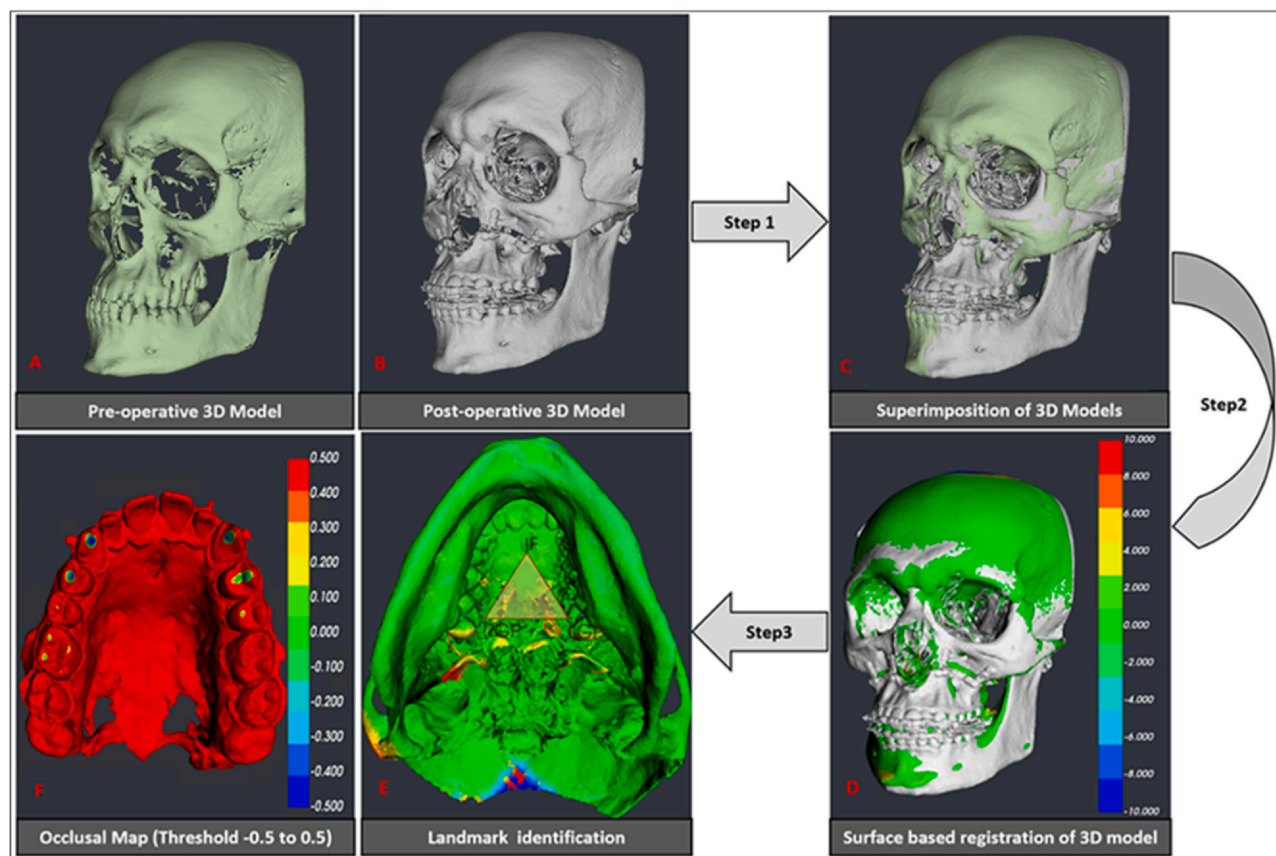 A
Pre-operative 3D Model
B
Post-operative 3D Model
Step 1
C
Superimposition of 3D Models
Step2
10.000
8.000
6.000
4.000
2.000
0.000
-2.000
-4.000
-6.000
-8.000
-10.000
D
Surface based registration of 3D model
Step3
IF
RGP
LGP
E
Landmark identification
0.500
0.400
0.300
0.200
0.100
0.000
-0.100
-0.200
-0.300
-0.400
-0.500
F
Occlusal Map (Threshold -0.5 to 0.5)